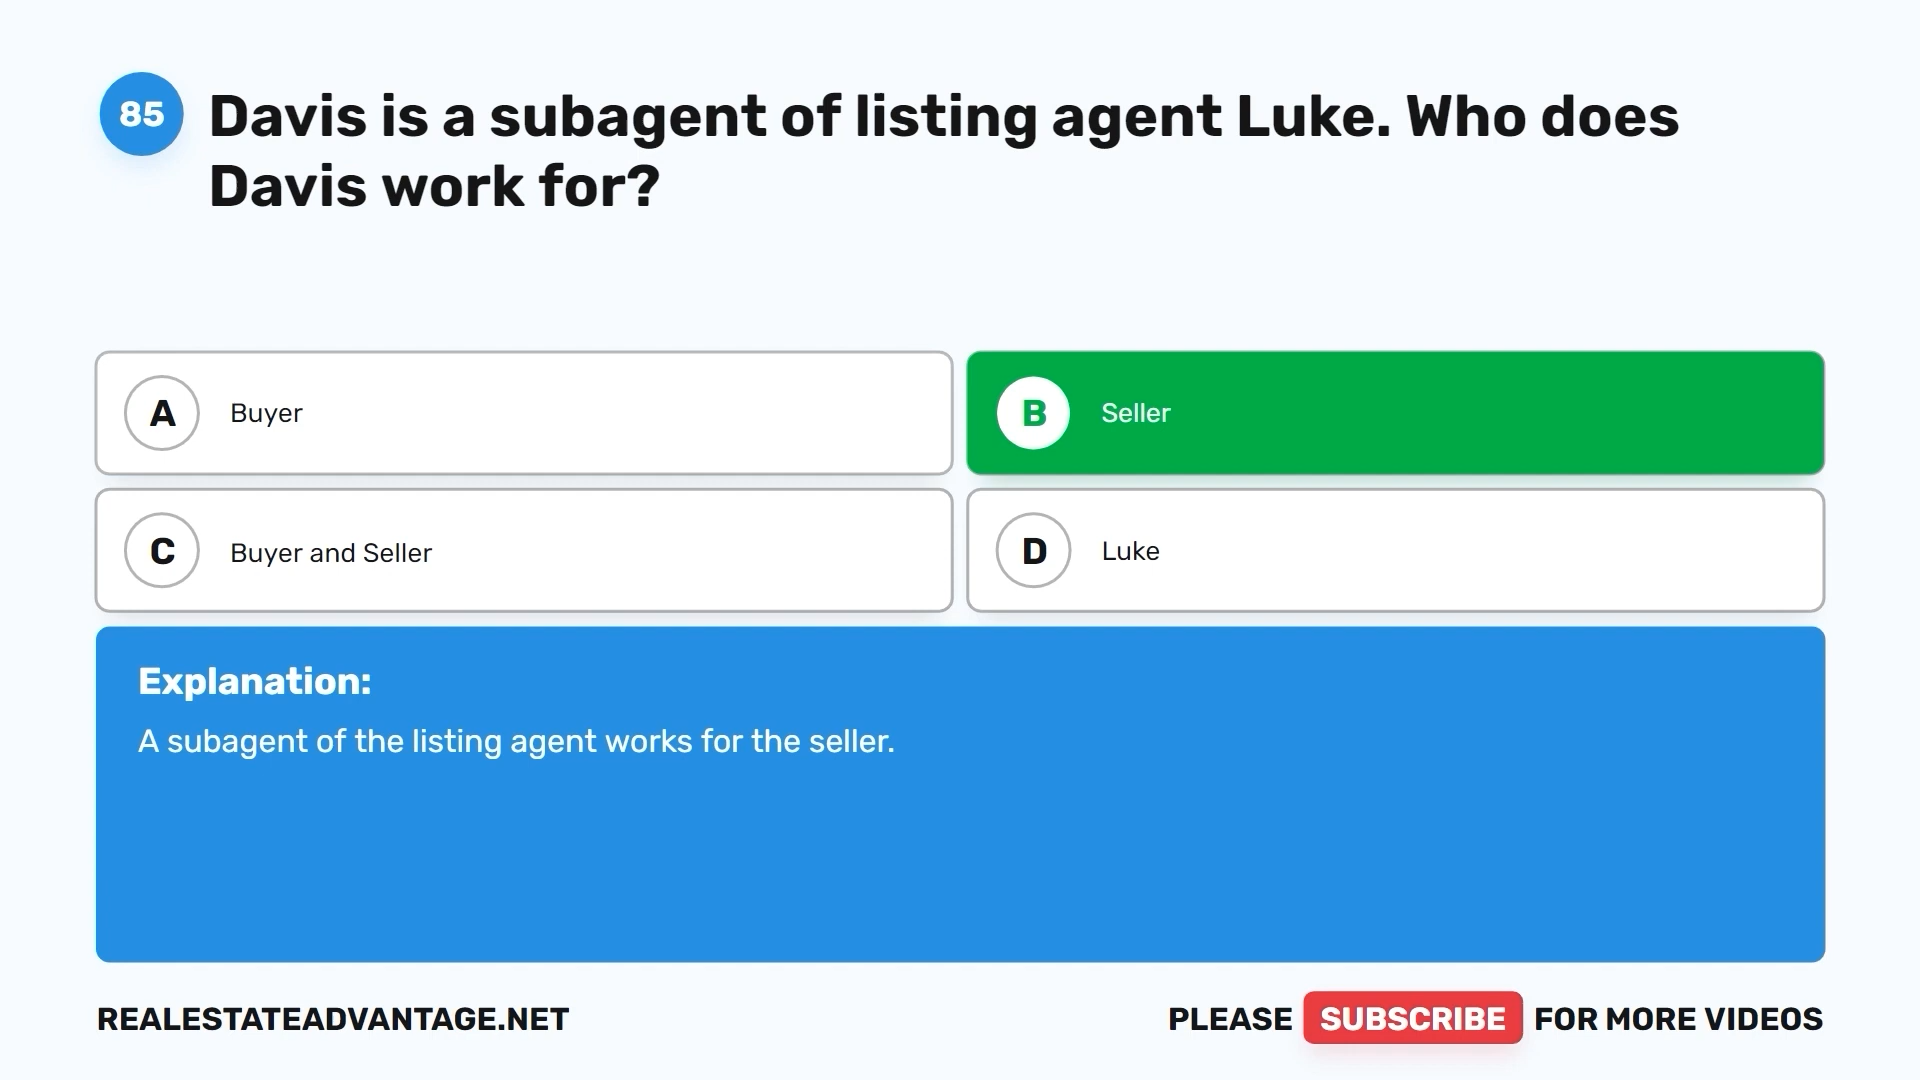 85
Davis is a subagent of listing agent Luke. Who does
Davis work for?
A Buyer
B Seller
C Buyer and Seller
D Luke
Explanation:
A subagent of the listing agent works for the seller.
REALESTATEADVANTAGE.NET
PLEASE SUBSCRIBE FOR MORE VIDEOS